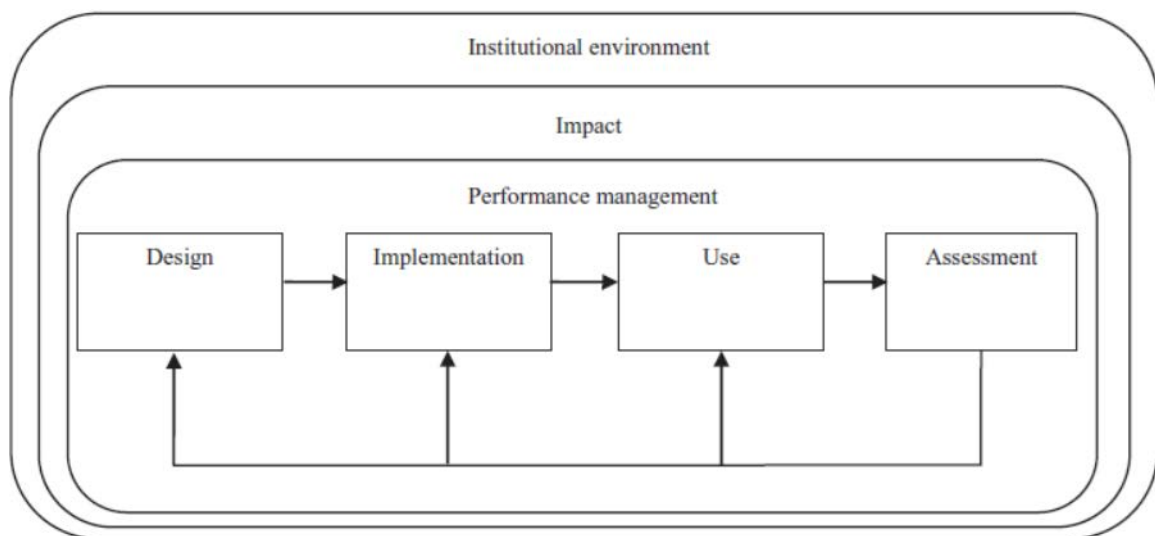 Institutional environment
Impact
Performance management
Design
Implementation
Use
Assessment